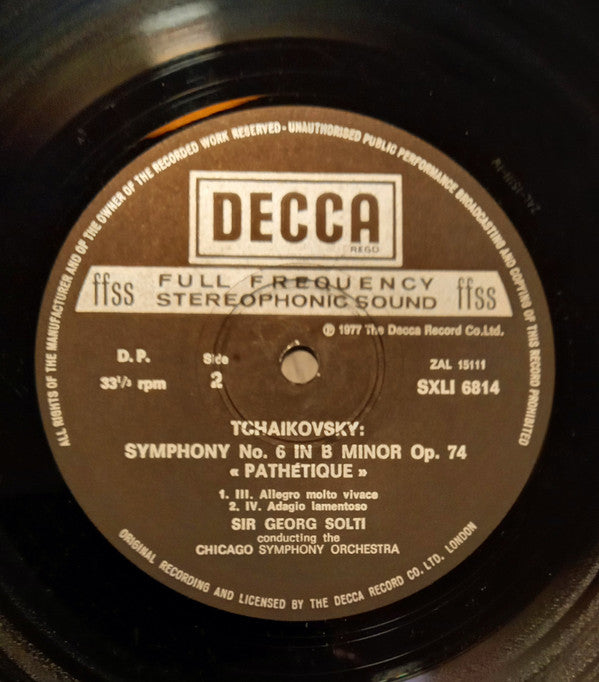 ALL RIGHTS OF THE MANUFACTURER AND OF THE OWNER OF THE RECORDED WORK RESERVED - UNAUTHORISED PUBLIC PERFORMANCE BROADCASTING AND COPYING OF THIS RECORD PROHIBITED
DECCA
REGD
ffss FULL FREQUENCY STEREOPHONIC SOUND ffss
℗ 1977 The Decca Record Co.Ltd.
D.P. Side 2
33⅓ rpm
ZAL 15111
SXLI 6814
TCHAIKOVSKY:
SYMPHONY No. 6 IN B MINOR Op. 74
« PATHÉTIQUE »
1. III. Allegro molto vivace
2. IV. Adagio lamentoso
SIR GEORG SOLTI
conducting the
CHICAGO SYMPHONY ORCHESTRA
ORIGINAL RECORDING AND LICENSED BY THE DECCA RECORD CO. LTD. LONDON